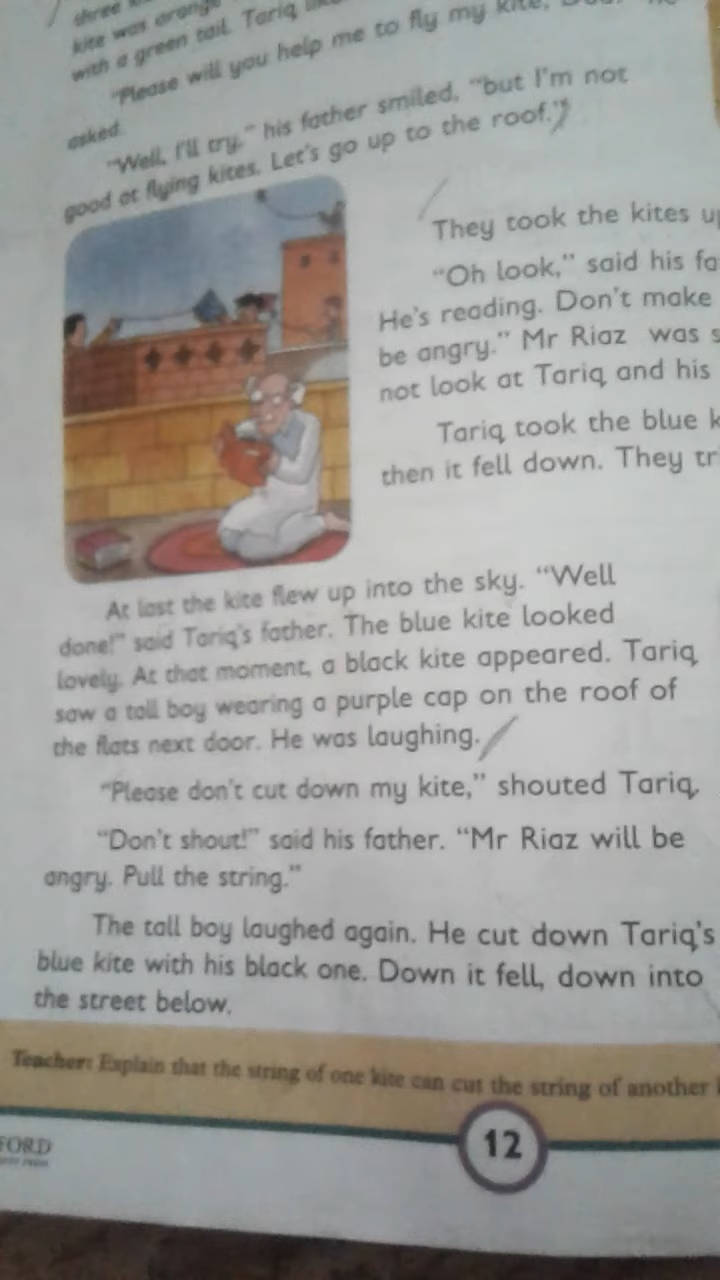 three
kite was orange
with a green tail. Tariq
"Please will you help me to fly my kite,
asked.
"Well, I'll try," his father smiled, "but I'm not
good at flying kites. Let's go up to the roof."
They took the kites up
"Oh look," said his fa
He's reading. Don't make
be angry." Mr Riaz was s
not look at Tariq and his
Tariq took the blue k
then it fell down. They tr
At last the kite flew up into the sky. "Well
done!" said Tariq's father. The blue kite looked
lovely. At that moment, a black kite appeared. Tariq
saw a tall boy wearing a purple cap on the roof of
the flats next door. He was laughing.
"Please don't cut down my kite," shouted Tariq.
"Don't shout!" said his father. "Mr Riaz will be
angry. Pull the string."
The tall boy laughed again. He cut down Tariq's
blue kite with his black one. Down it fell, down into
the street below.
Teacher: Explain that the string of one kite can cut the string of another
FORD
12